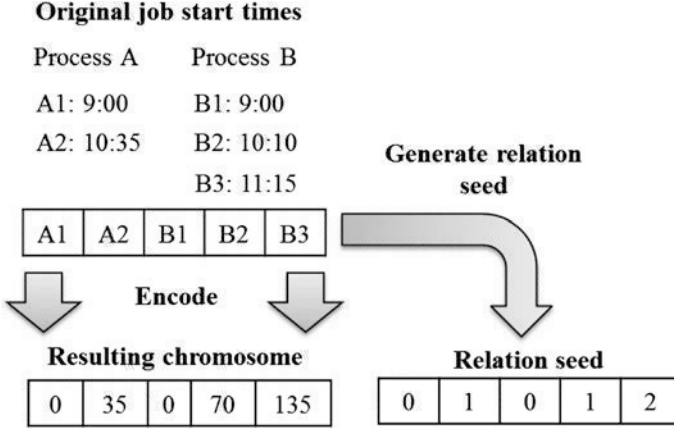 Original job start times
Process A Process B
A1: 9:00 B1: 9:00
A2: 10:35 B2: 10:10
B3: 11:15
Generate relation
seed
A1 A2 B1 B2 B3
Encode
Resulting chromosome
0 35 0 70 135
Relation seed
0 1 0 1 2